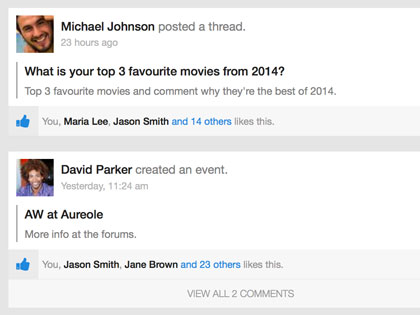 Michael Johnson posted a thread.
23 hours ago
What is your top 3 favourite movies from 2014?
Top 3 favourite movies and comment why they're the best of 2014.
You, Maria Lee, Jason Smith and 14 others likes this.
David Parker created an event.
Yesterday, 11:24 am
AW at Aureole
More info at the forums.
You, Jason Smith, Jane Brown and 23 others likes this.
VIEW ALL 2 COMMENTS